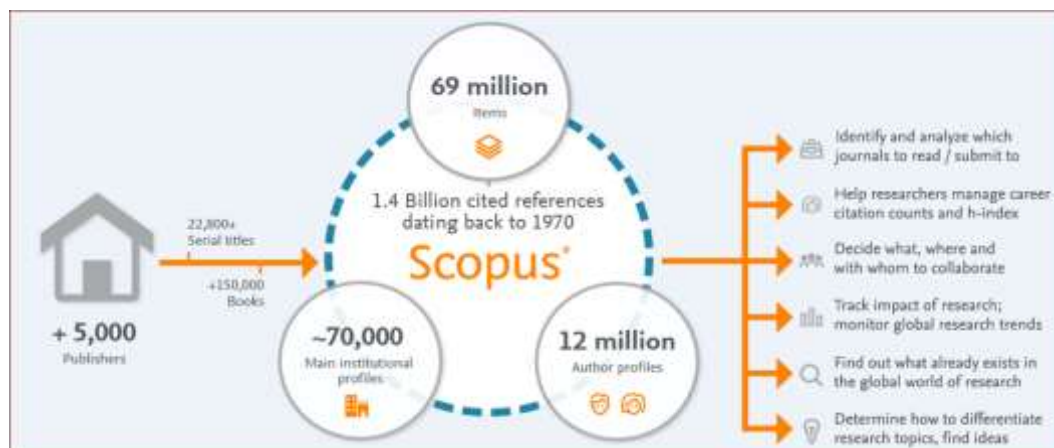 69 million
Items
1.4 Billion cited references
dating back to 1970
Scopus®
22,800+
Serial titles
+150,000
Books
+ 5,000
Publishers
~70,000
Main institutional
profiles
12 million
Author profiles
Identify and analyze which
journals to read / submit to
Help researchers manage career
citation counts and h-index
Decide what, where and
with whom to collaborate
Track impact of research;
monitor global research trends
Find out what already exists in
the global world of research
Determine how to differentiate
research topics, find ideas